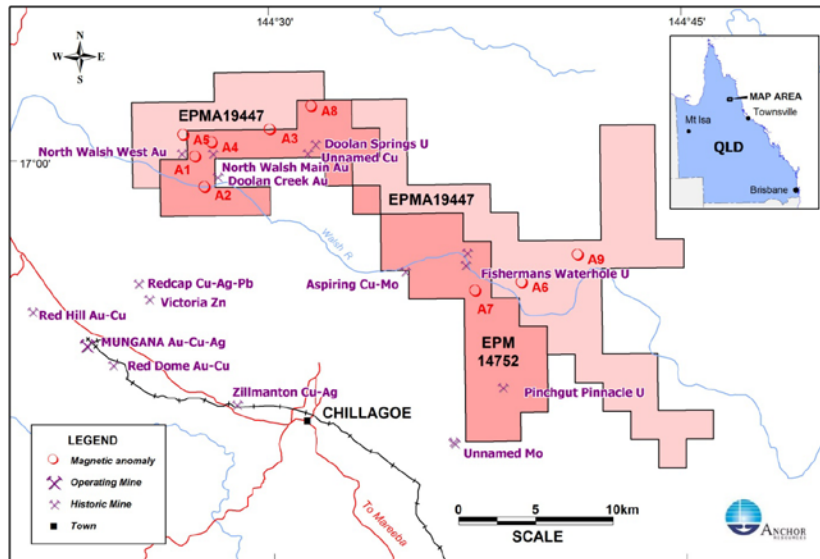 144°30'
144°45'
N
W E
S
EPMA19447
A8
A5
A4
A3
Doolan Springs U
Unnamed Cu
North Walsh West Au
17°00'
A1
North Walsh Main Au
Doolan Creek Au
A2
EPMA19447
Walsh R
A9
Aspiring Cu-Mo
Fishermans Waterhole U
A6
A7
Redcap Cu-Ag-Pb
Victoria Zn
Red Hill Au-Cu
MUNGANA Au-Cu-Ag
Red Dome Au-Cu
EPM
14752
Zillmanton Cu-Ag
CHILLAGOE
Pinchgut Pinnacle U
Unnamed Mo
To Mareeba
MAP AREA
Townsville
Mt Isa
QLD
Brisbane
LEGEND
Magnetic anomaly
Operating Mine
Historic Mine
Town
0 5 10km
SCALE
ANCHOR
RESOURCES